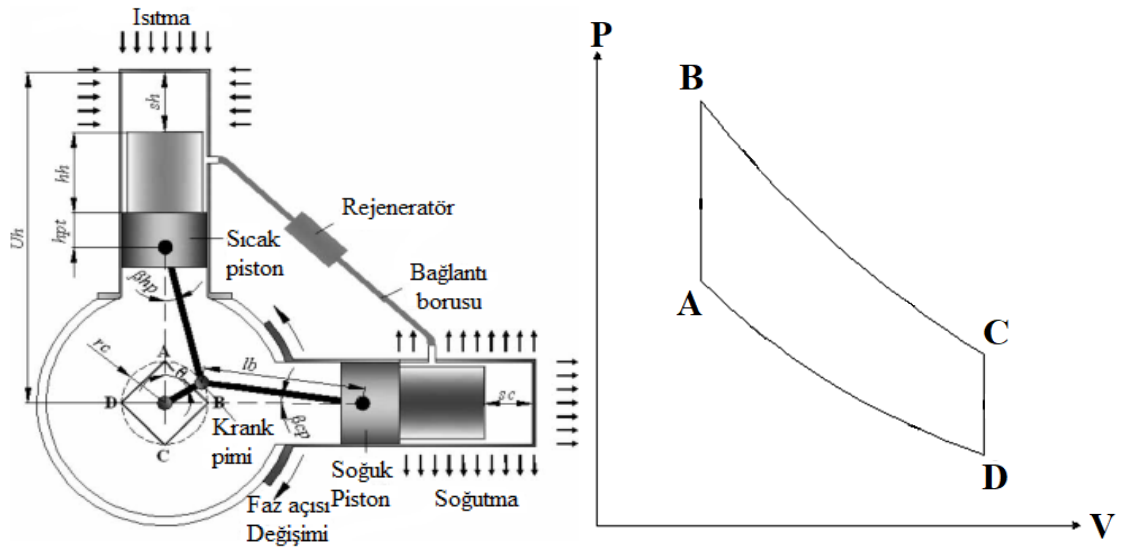 Isıtma
sh
hh
hpt
Uh
Sıcak
piston
Rejeneratör
Bağlantı
borusu
βhp
rc
A
θ
D
B
C
lb
Krank
pimi
βcp
sc
Soğuk
Piston
Soğutma
Faz açısı
Değişimi
P
B
A
C
D
V